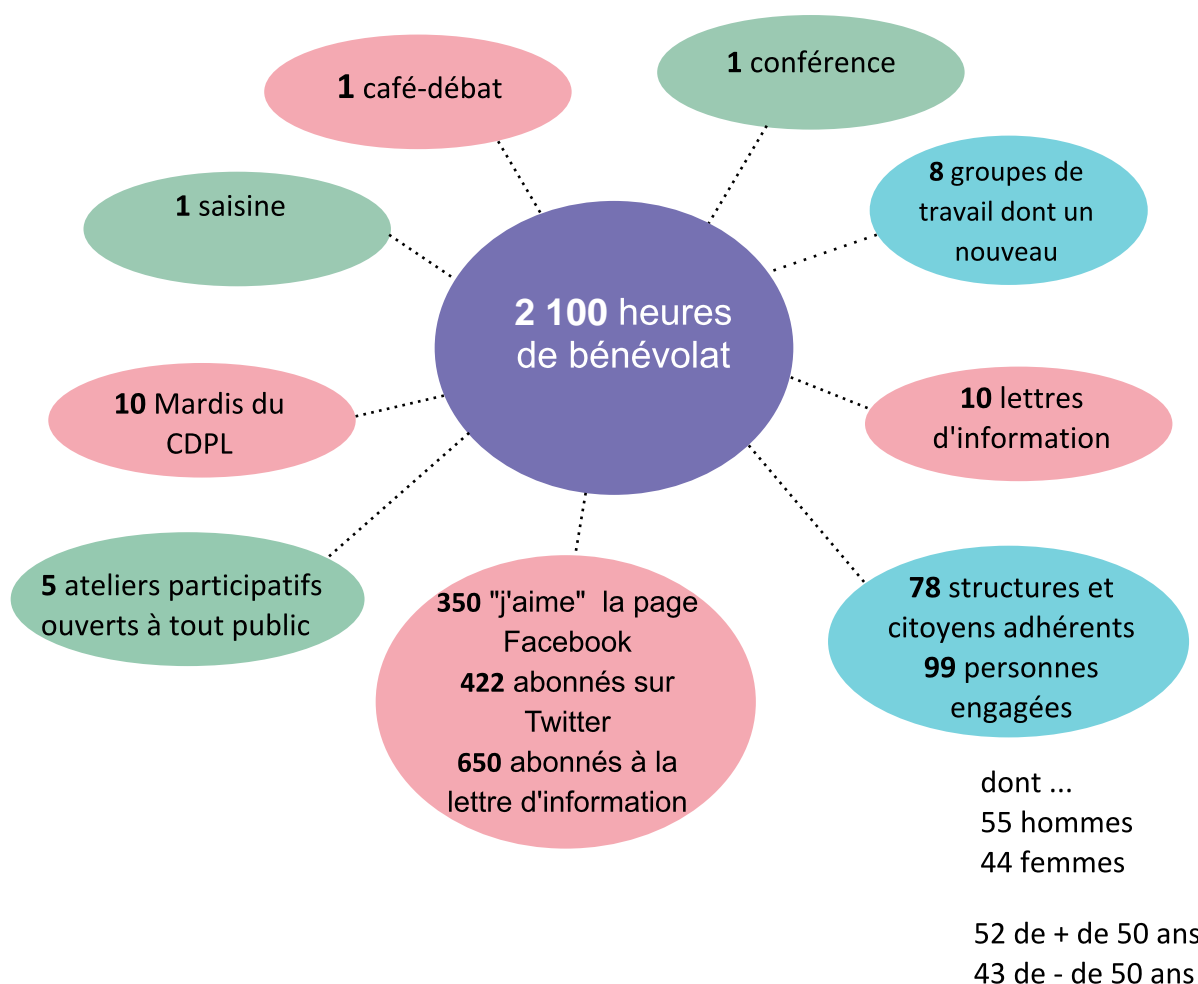 1 café-débat
1 conférence
1 saisine
8 groupes de
travail dont un
nouveau
2 100 heures
de bénévolat
10 Mardis du
CDPL
10 lettres
d'information
5 ateliers participatifs
ouverts à tout public
350 "j'aime"  la page
Facebook
422 abonnés sur
Twitter
650 abonnés à la
lettre d'information
78 structures et
citoyens adhérents
99 personnes
engagées
dont ...
55 hommes
44 femmes
52 de + de 50 ans
43 de - de 50 ans